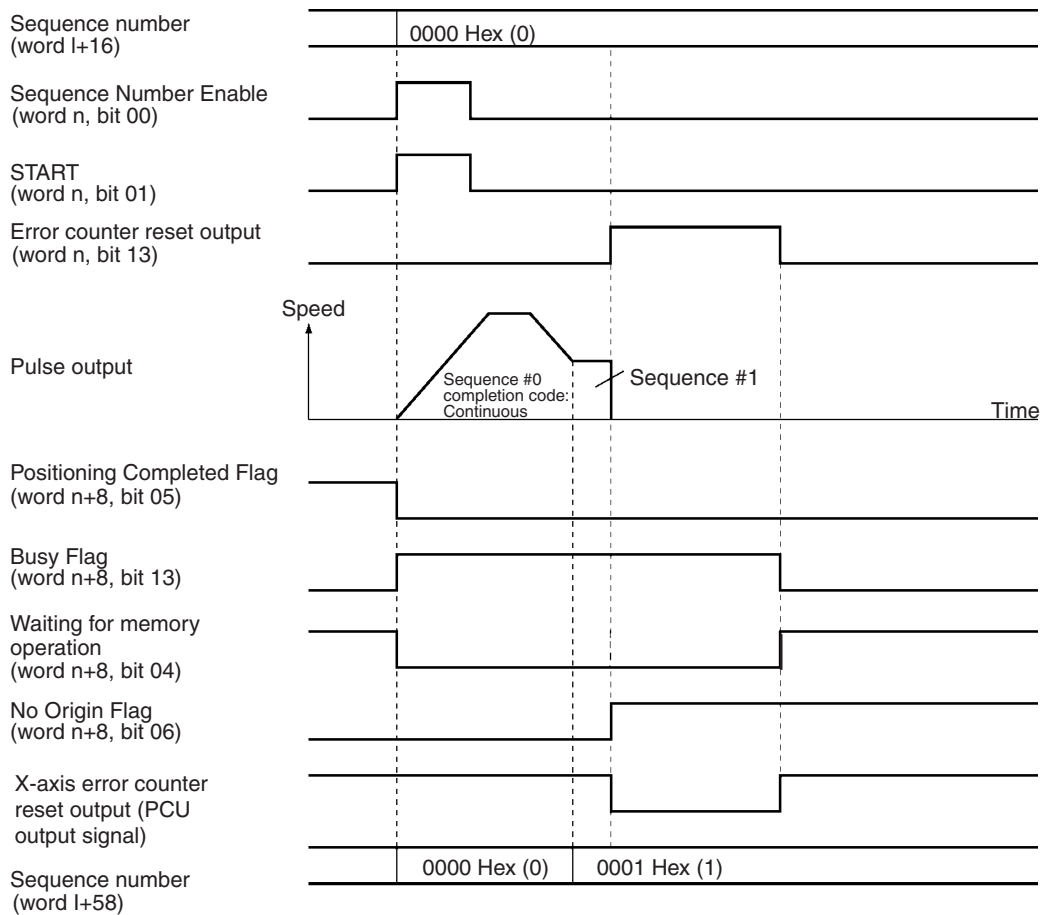 Sequence number
(word l+16)
0000 Hex (0)
Sequence Number Enable
(word n, bit 00)
START
(word n, bit 01)
Error counter reset output
(word n, bit 13)
Speed
Pulse output
Sequence #0
completion code:
Continuous
Sequence #1
Time
Positioning Completed Flag
(word n+8, bit 05)
Busy Flag
(word n+8, bit 13)
Waiting for memory
operation
(word n+8, bit 04)
No Origin Flag
(word n+8, bit 06)
X-axis error counter
reset output (PCU
output signal)
0000 Hex (0)
0001 Hex (1)
Sequence number
(word l+58)